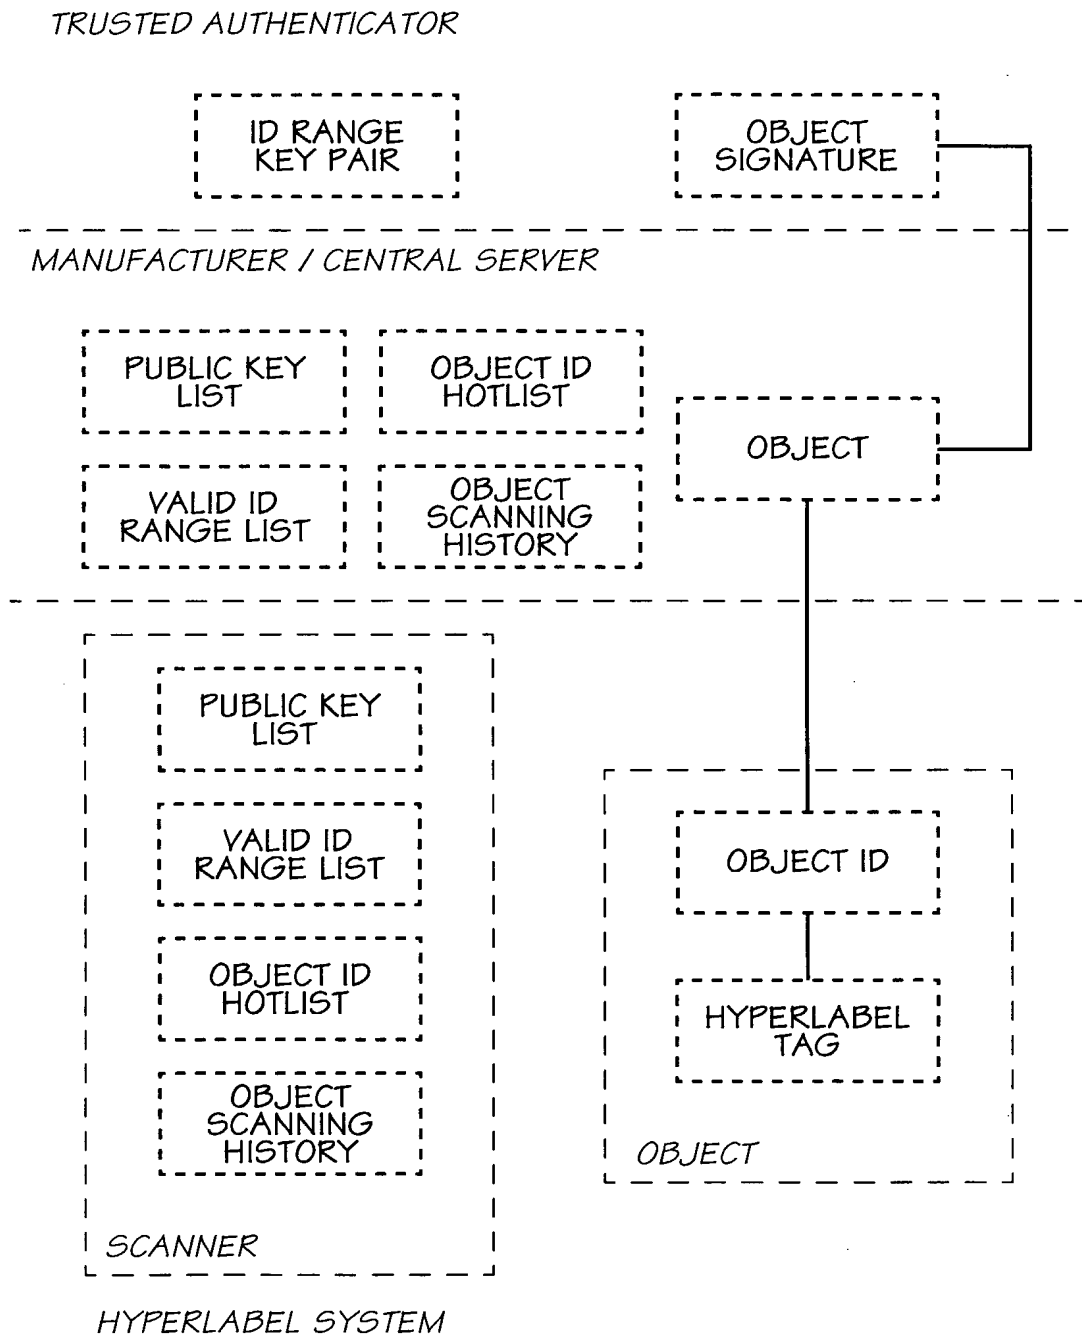 TRUSTED AUTHENTICATOR
ID RANGE
KEY PAIR
OBJECT
SIGNATURE
MANUFACTURER / CENTRAL SERVER
PUBLIC KEY
LIST
OBJECT ID
HOTLIST
OBJECT
VALID ID
RANGE LIST
OBJECT
SCANNING
HISTORY
PUBLIC KEY
LIST
VALID ID
RANGE LIST
OBJECT ID
HOTLIST
OBJECT
SCANNING
HISTORY
SCANNER
OBJECT ID
HYPERLABEL
TAG
OBJECT
HYPERLABEL SYSTEM